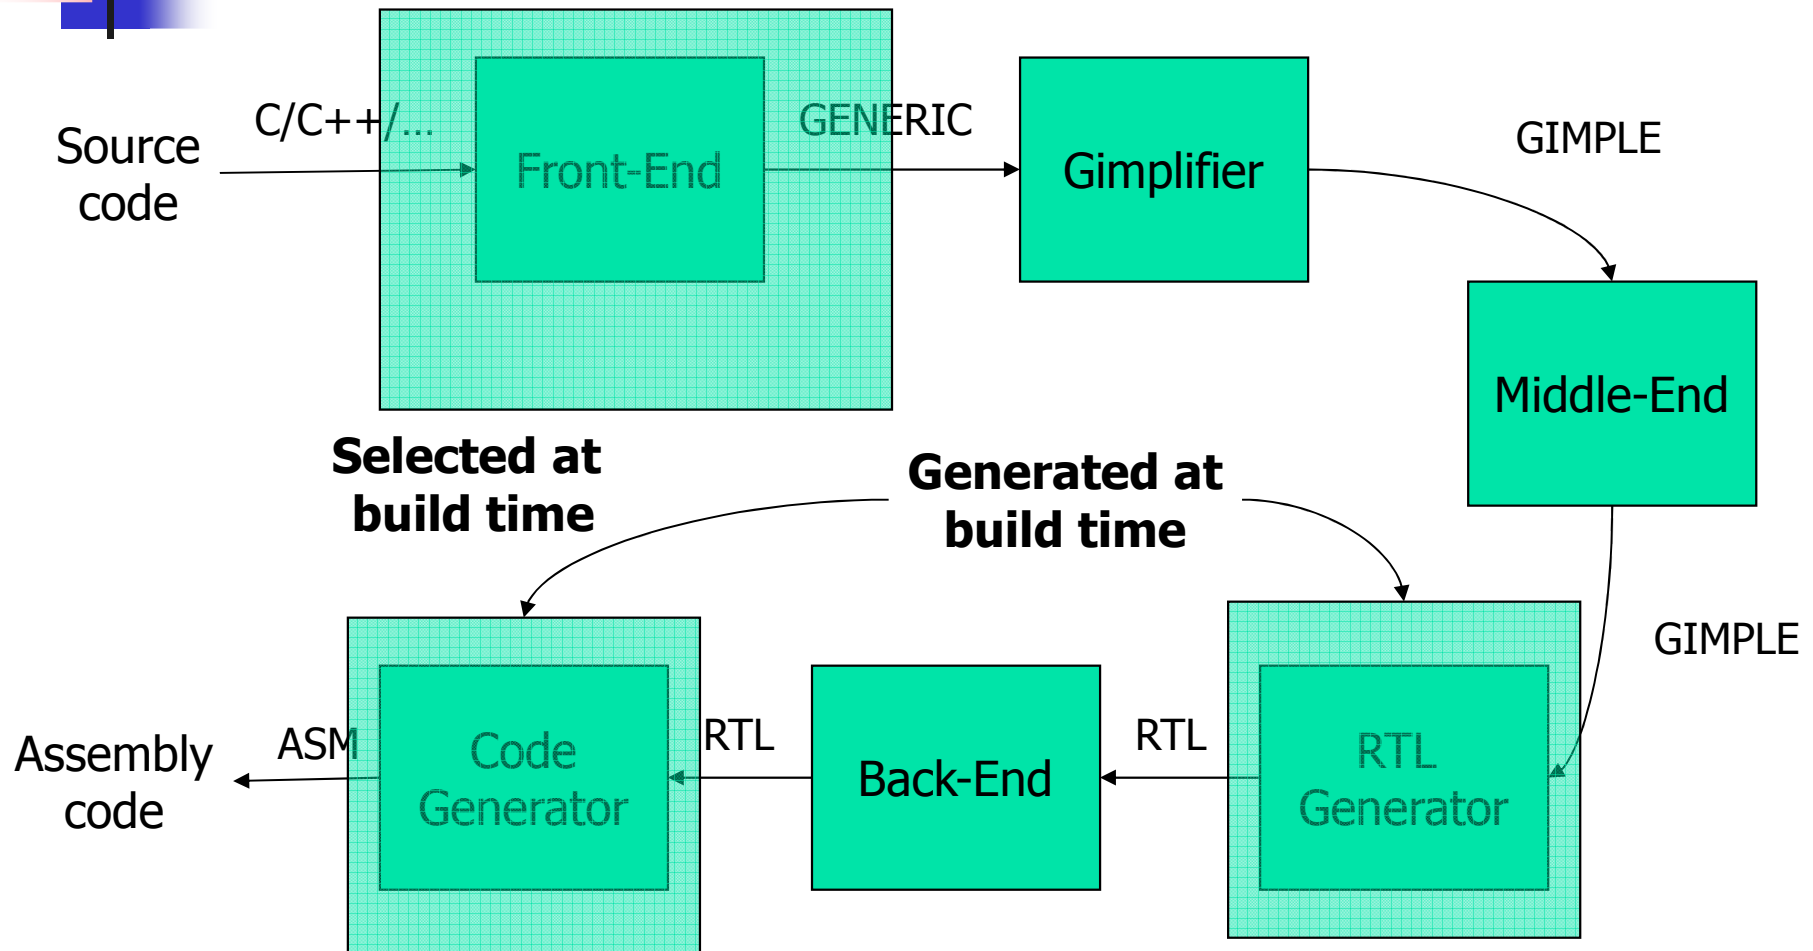 Source
code
C/C++/...
Front-End
GENERIC
Gimplifier
GIMPLE
Middle-End
Selected at
build time
Generated at
build time
GIMPLE
RTL
Generator
RTL
Back-End
RTL
Code
Generator
ASM
Assembly
code